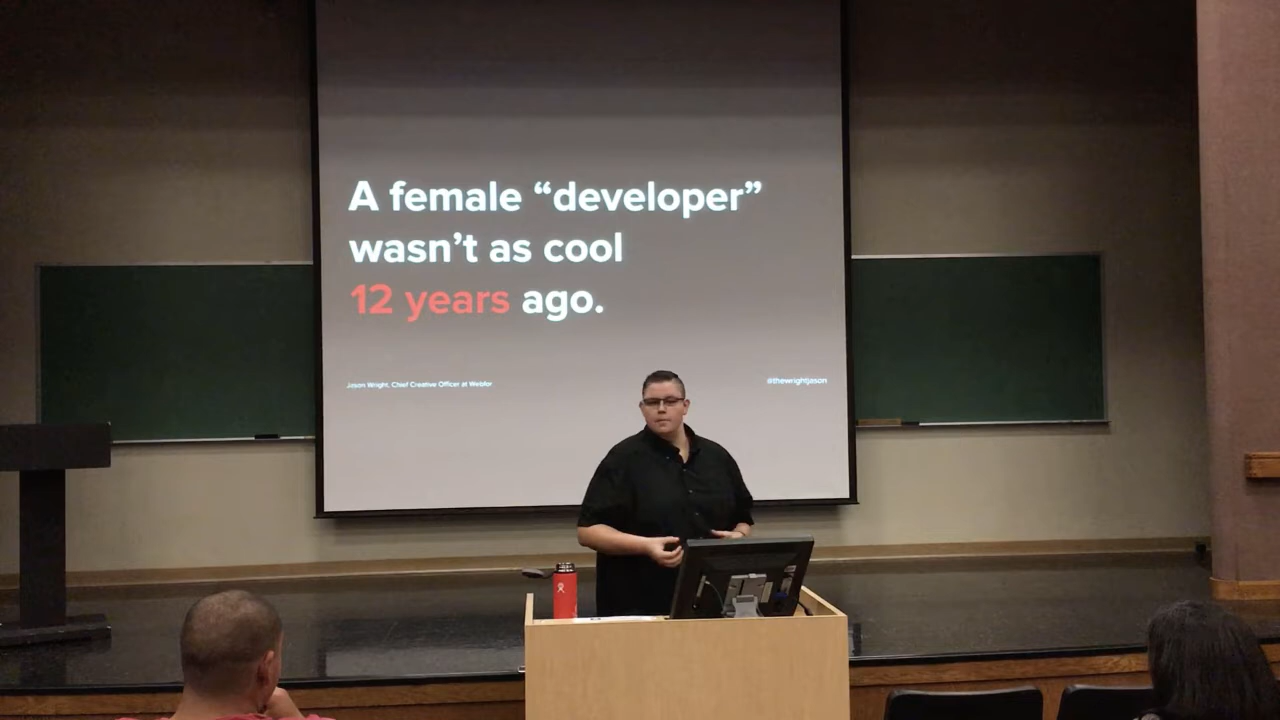 A female “developer”
wasn’t as cool
12 years ago.
Jason Wright, Chief Creative Officer at Webfor
@thewrightjason